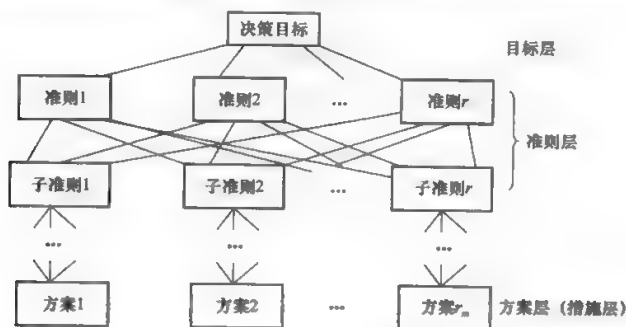 决策目标
目标层
准则1
准则2
...
准则r
准则层
子准则1
子准则2
...
子准则r
...
...
...
方案1
方案2
...
方案rₘ
方案层（措施层）